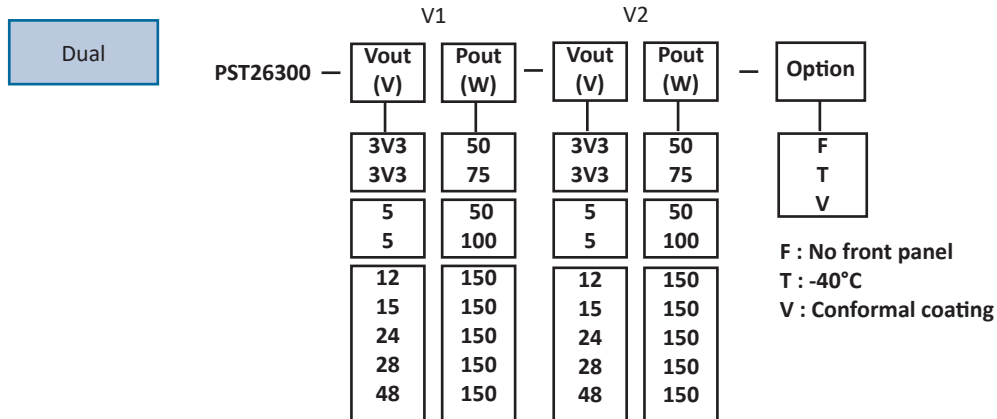 V1 V2
Dual
PST26300 — Vout (V) Pout (W) — Vout (V) Pout (W) — Option
3V3 50 3V3 50 F
3V3 75 3V3 75 T
V
5 50 5 50
5 100 5 100
F : No front panel
T : -40°C
V : Conformal coating
12 150 12 150
15 150 15 150
24 150 24 150
28 150 28 150
48 150 48 150